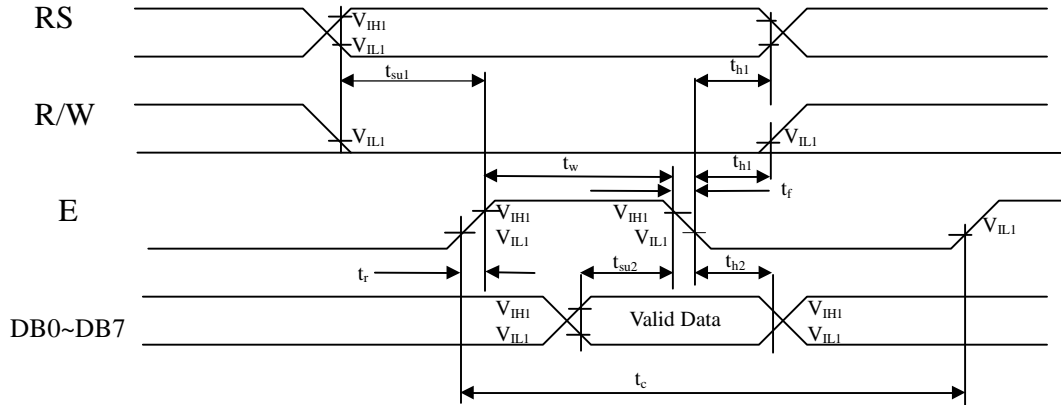 RS
V_IH1
V_IL1
t_su1
t_h1
R/W
V_IL1
V_IL1
t_w
t_h1
t_f
E
V_IH1
V_IH1
V_IL1
V_IL1
V_IL1
t_r
t_su2
t_h2
DB0~DB7
V_IH1
V_IL1
Valid Data
V_IH1
V_IL1
t_c